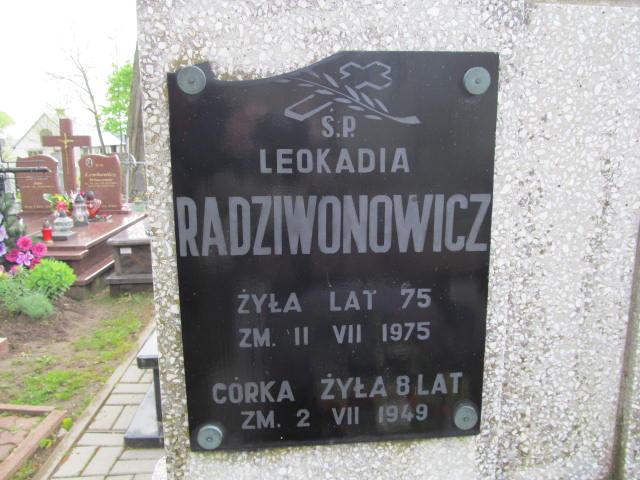 Ś.P.
LEOKADIA
RADZIWONOWICZ
ŻYŁA LAT 75
ZM. 11 VII 1975
CÓRKA ŻYŁA 8 LAT
ZM. 2 VII 1949